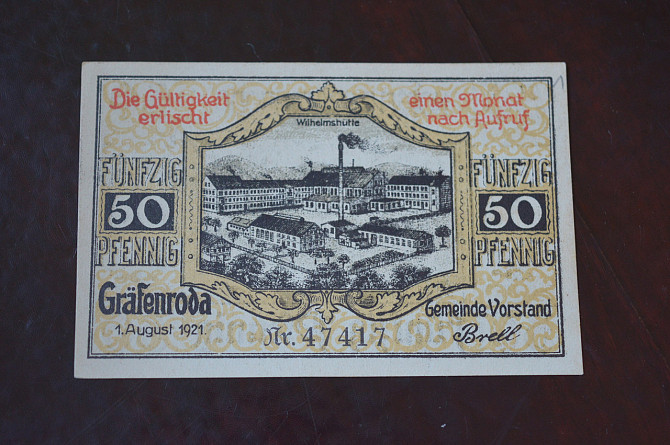 Die Gültigkeit
erlischt
einen Monat
nach Aufruf
Wilhelmshütte
FÜNFZIG
50
PFENNIG
FÜNFZIG
50
PFENNIG
Gräfenroda
1. August 1921.
Nr. 47417
Gemeinde Vorstand
Brell